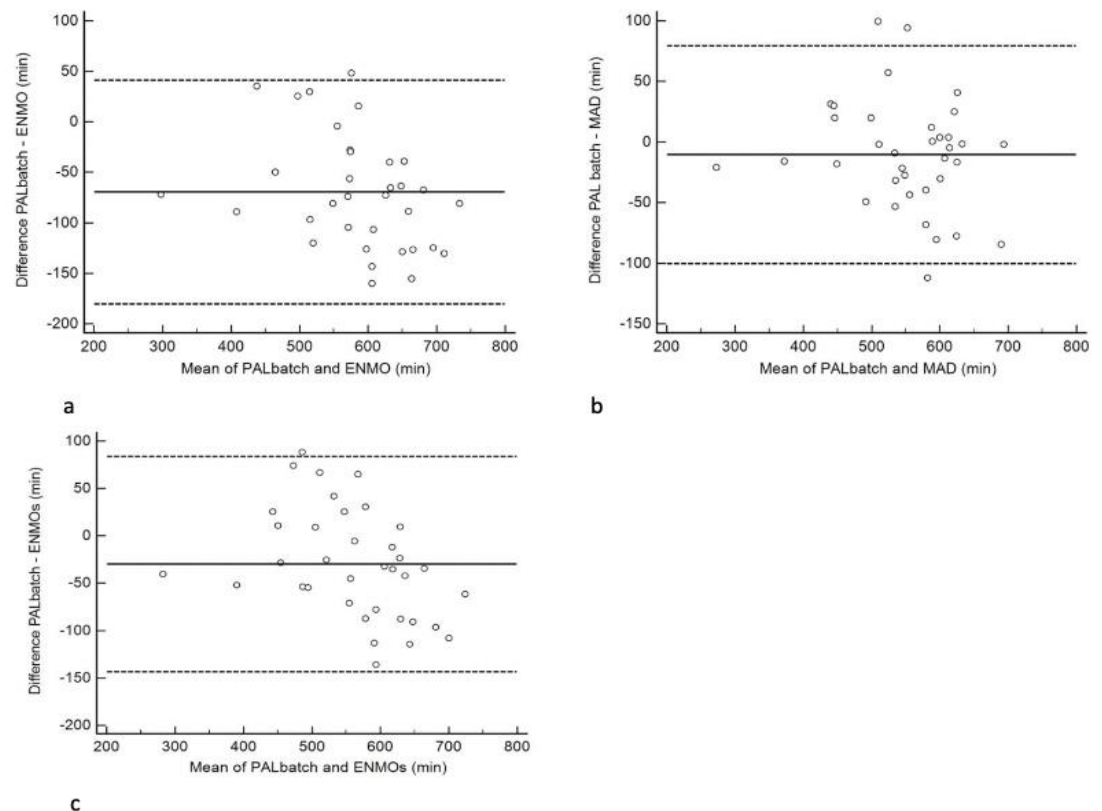 100
50
0
-50
-100
-150
-200
Difference PALbatch - ENMO (min)
200 300 400 500 600 700 800
Mean of PALbatch and ENMO (min)
a
100
50
0
-50
-100
-150
Difference PAL batch - MAD (min)
200 300 400 500 600 700 800
Mean of PALbatch and MAD (min)
b
100
50
0
-50
-100
-150
-200
Difference PALbatch - ENMOs (min)
200 300 400 500 600 700 800
Mean of PALbatch and ENMOs (min)
c